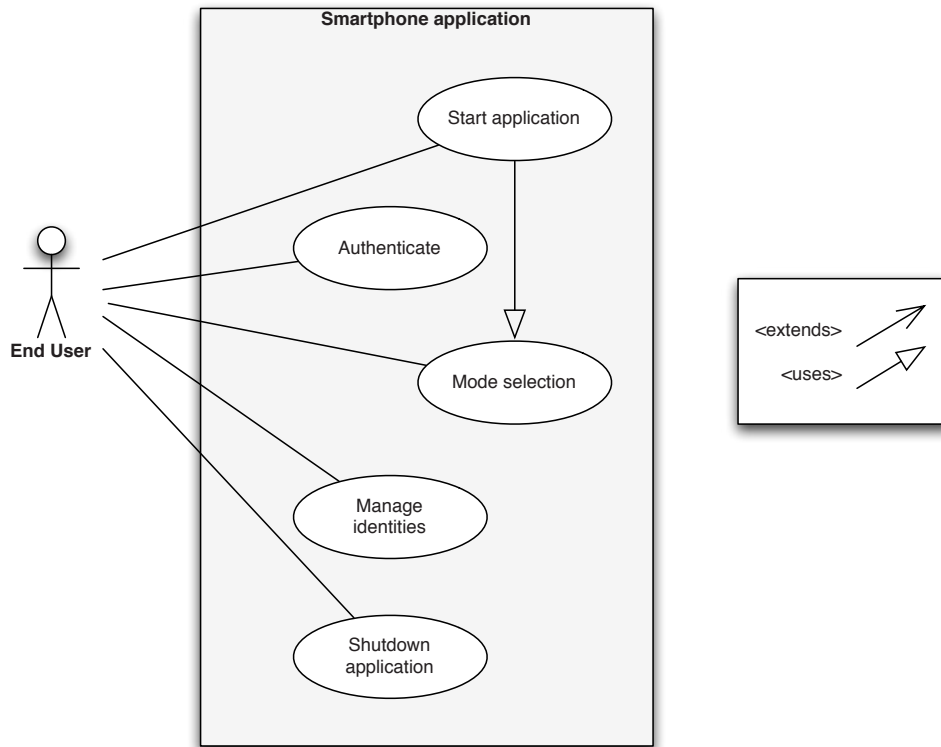 Smartphone application
Start application
Authenticate
End User
Mode selection
Manage
identities
Shutdown
application
<extends>
<uses>